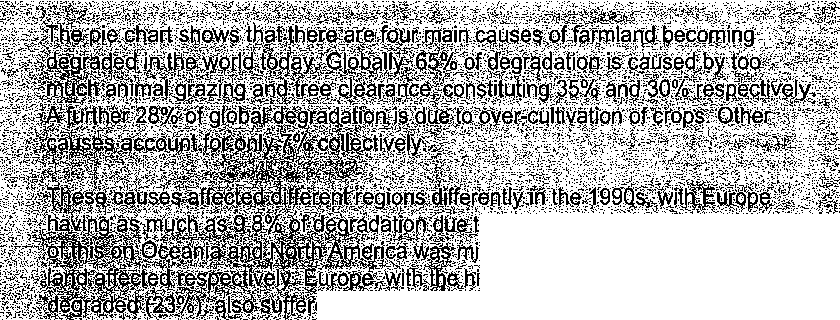 The pie chart shows that there are four main causes of farmland becoming
degraded in the world today. Globally, 65% of degradation is caused by too
much animal grazing and tree clearance, constituting 35% and 30% respectively.
A further 28% of global degradation is due to over-cultivation of crops. Other
causes account for only 7% collectively.
These causes affected different regions differently in the 1990s, with Europe
having as much as 9.8% of degradation due t
of this on Oceania and North America was mi
land affected respectively. Europe, with the hi
degraded (23%), also suffer